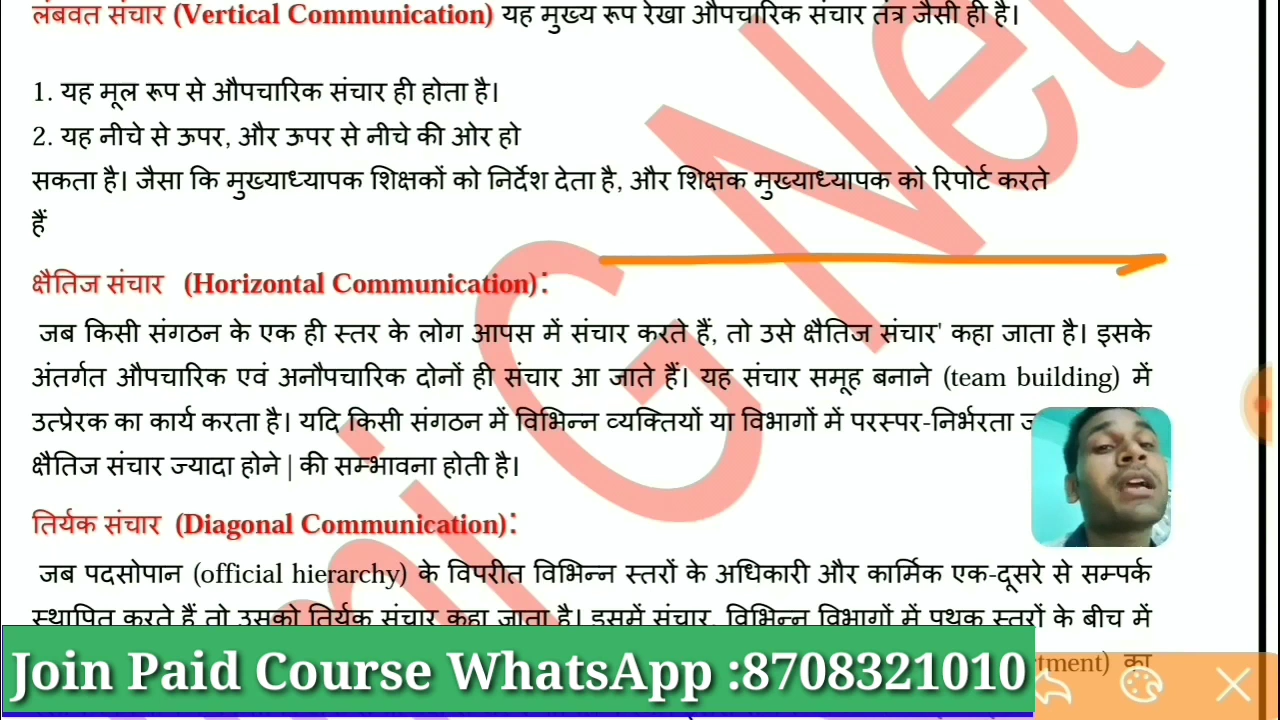 लंबवत संचार (Vertical Communication) यह मुख्य रूप रेखा औपचारिक संचार तंत्र जैसी ही है।
1. यह मूल रूप से औपचारिक संचार ही होता है।
2. यह नीचे से ऊपर, और ऊपर से नीचे की ओर हो
सकता है। जैसा कि मुख्याध्यापक शिक्षकों को निर्देश देता है, और शिक्षक मुख्याध्यापक को रिपोर्ट करते
हैं
क्षैतिज संचार (Horizontal Communication):
जब किसी संगठन के एक ही स्तर के लोग आपस में संचार करते हैं, तो उसे क्षैतिज संचार' कहा जाता है। इसके
अंतर्गत औपचारिक एवं अनौपचारिक दोनों ही संचार आ जाते हैं। यह संचार समूह बनाने (team building) में
उत्प्रेरक का कार्य करता है। यदि किसी संगठन में विभिन्न व्यक्तियों या विभागों में परस्पर-निर्भरता
क्षैतिज संचार ज्यादा होने | की सम्भावना होती है।
तिर्यक संचार (Diagonal Communication):
जब पदसोपान (official hierarchy) के विपरीत विभिन्न स्तरों के अधिकारी और कार्मिक एक-दूसरे से सम्पर्क
स्थापित करते हैं तो उसको तिर्यक संचार कहा जाता है। इसमें संचार, विभिन्न विभागों में पृथक स्तरों के बीच में
का
Join Paid Course WhatsApp :8708321010
G Net